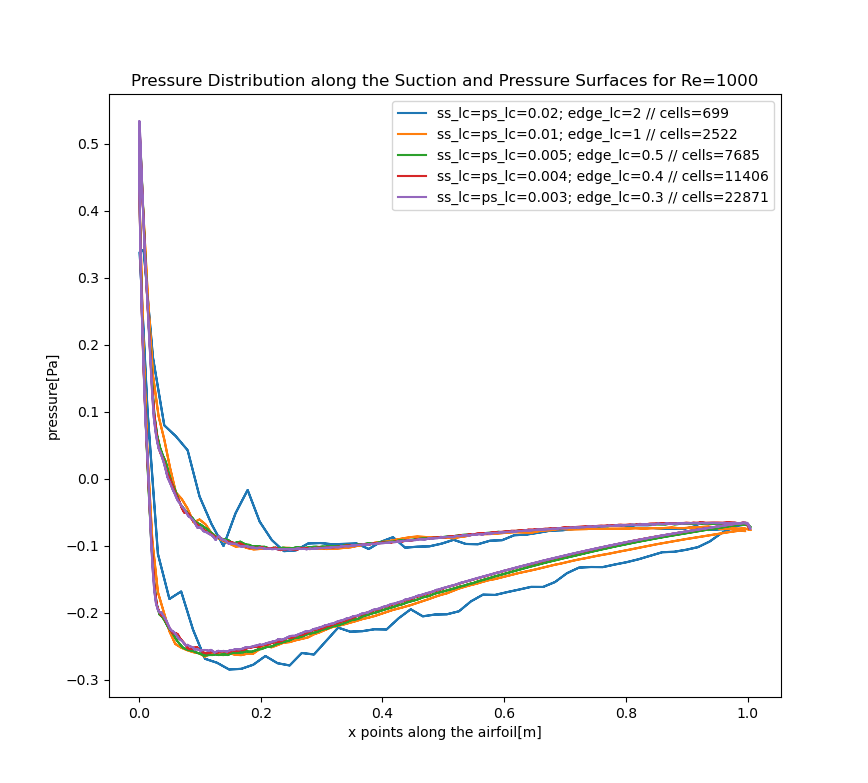 Pressure Distribution along the Suction and Pressure Surfaces for Re=1000
ss_lc=ps_lc=0.02; edge_lc=2 // cells=699
ss_lc=ps_lc=0.01; edge_lc=1 // cells=2522
ss_lc=ps_lc=0.005; edge_lc=0.5 // cells=7685
ss_lc=ps_lc=0.004; edge_lc=0.4 // cells=11406
ss_lc=ps_lc=0.003; edge_lc=0.3 // cells=22871
0.5
0.4
0.3
0.2
0.1
0.0
−0.1
−0.2
−0.3
pressure[Pa]
0.0 0.2 0.4 0.6 0.8 1.0
x points along the airfoil[m]